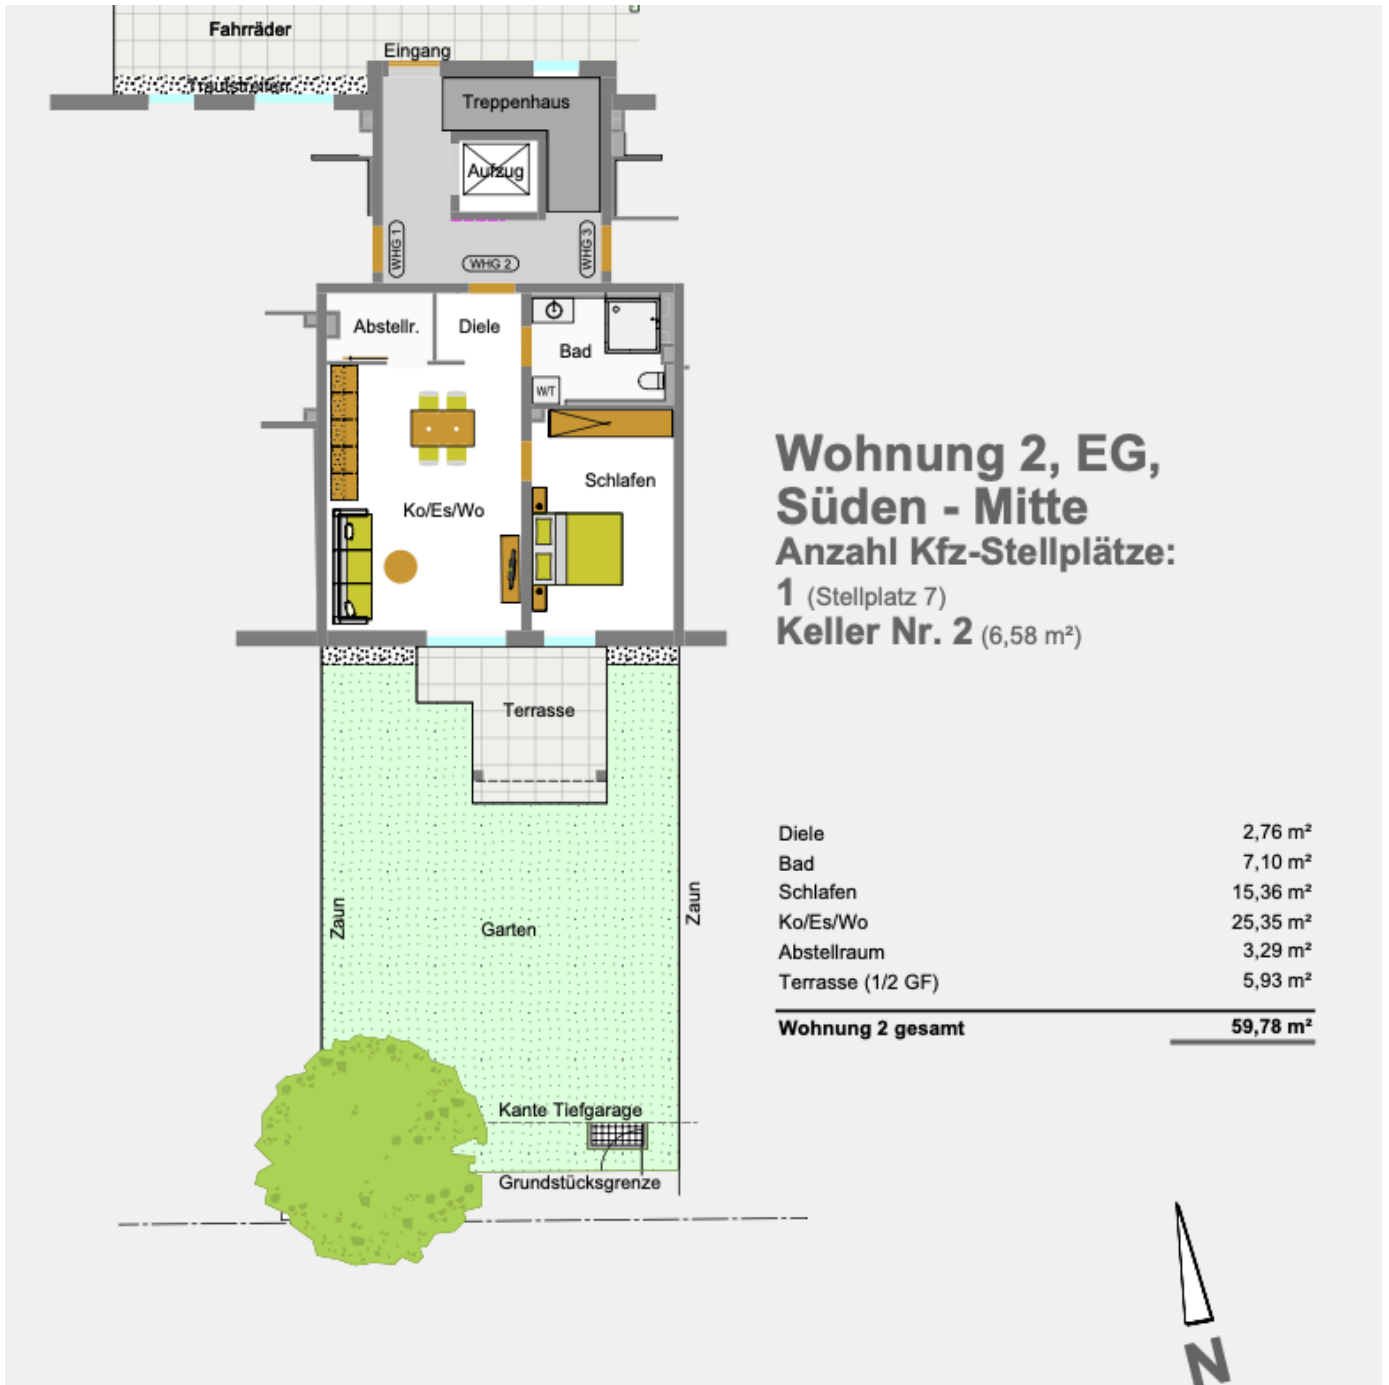 Fahrräder
Traufstreifen
Eingang
Treppenhaus
Aufzug
WHG 1
WHG 2
WHG 3
Abstellr.
Diele
Bad
W/T
Schlafen
Ko/Es/Wo
Terrasse
Zaun
Zaun
Garten
Kante Tiefgarage
Grundstücksgrenze
Wohnung 2, EG,
Süden - Mitte
Anzahl Kfz-Stellplätze:
1 (Stellplatz 7)
Keller Nr. 2 (6,58 m²)
Diele 2,76 m²
Bad 7,10 m²
Schlafen 15,36 m²
Ko/Es/Wo 25,35 m²
Abstellraum 3,29 m²
Terrasse (1/2 GF) 5,93 m²
Wohnung 2 gesamt 59,78 m²
N